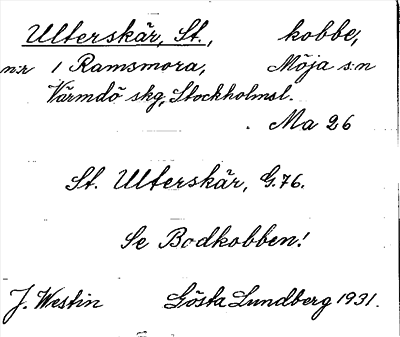 Ulterskär, St., kobbe,
n:r 1 Ramsmora, Möja s:n
Värmdö skg, Stockholmsl.
Ma 26
St. Ulterskär, G.76.
Se Bodkobben!
J. Westin Gösta Lundberg 1931.